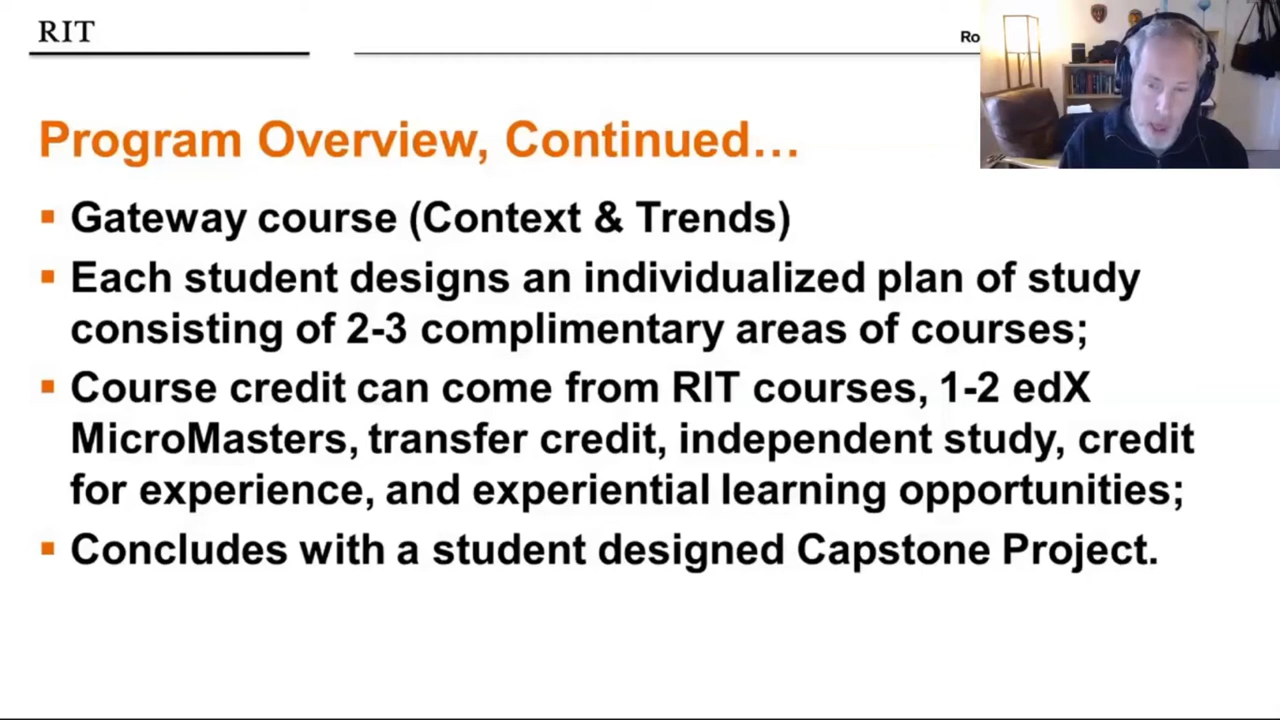 RIT
Ro
Program Overview, Continued…
▪ Gateway course (Context & Trends)
▪ Each student designs an individualized plan of study
consisting of 2-3 complimentary areas of courses;
▪ Course credit can come from RIT courses, 1-2 edX
MicroMasters, transfer credit, independent study, credit
for experience, and experiential learning opportunities;
▪ Concludes with a student designed Capstone Project.